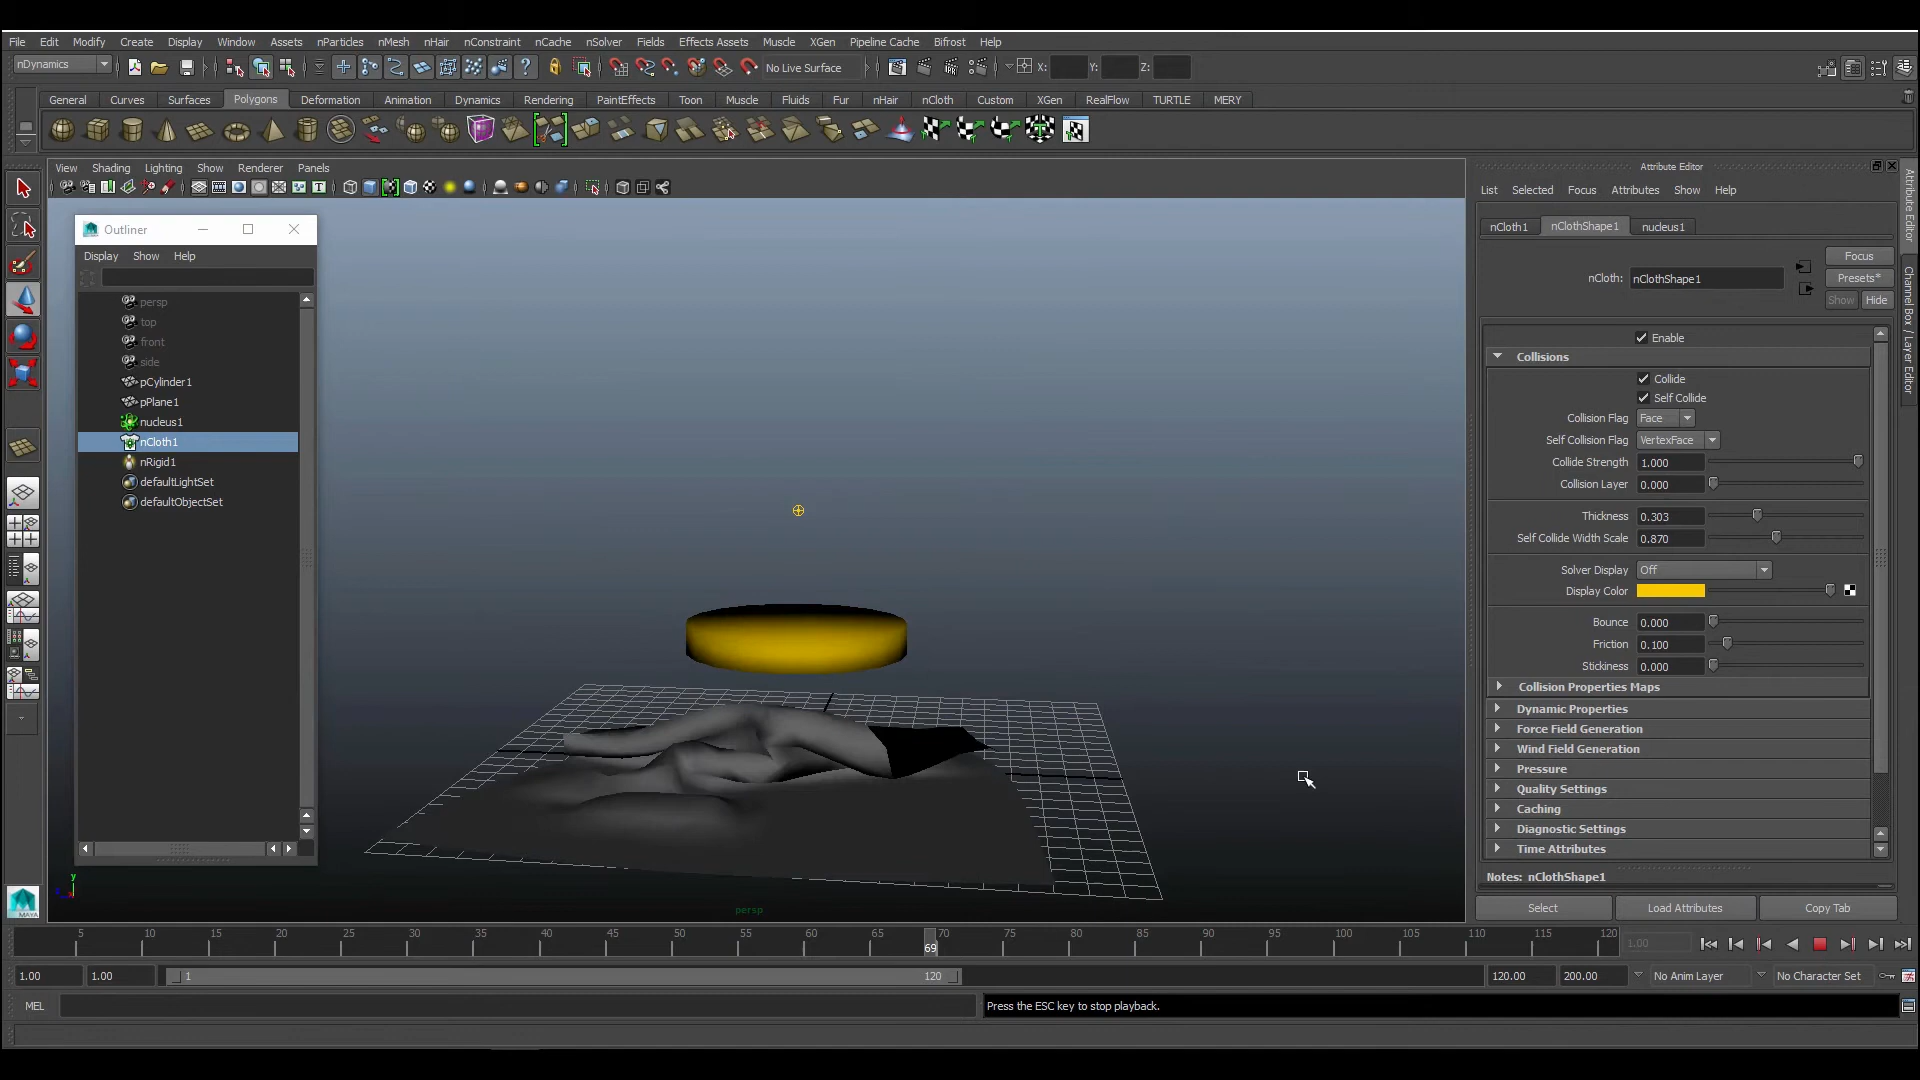 File Edit Modify Create Display Window Assets nParticles nMesh nHair nConstraint nCache nSolver Fields Effects Assets Muscle XGen Pipeline Cache Bifrost Help
nDynamics No Live Surface X: Y: Z:
General Curves Surfaces Polygons Deformation Animation Dynamics Rendering PaintEffects Toon Muscle Fluids Fur nHair nCloth Custom XGen RealFlow TURTLE MERY
View Shading Lighting Show Renderer Panels
Outliner
Display Show Help
persp
top
front
side
pCylinder1
pPlane1
nucleus1
nCloth1
nRigid1
defaultLightSet
defaultObjectSet
y
persp
MAYA
Attribute Editor
List Selected Focus Attributes Show Help
nCloth1 nClothShape1 nucleus1
Focus
nCloth: nClothShape1 Presets*
Show Hide
Enable
Collisions
Collide
Self Collide
Collision Flag Face
Self Collision Flag VertexFace
Collide Strength 1.000
Collision Layer 0.000
Thickness 0.303
Self Collide Width Scale 0.870
Solver Display Off
Display Color
Bounce 0.000
Friction 0.100
Stickiness 0.000
Collision Properties Maps
Dynamic Properties
Force Field Generation
Wind Field Generation
Pressure
Quality Settings
Caching
Diagnostic Settings
Time Attributes
Notes: nClothShape1
Select Load Attributes Copy Tab
Attribute Editor
Channel Box / Layer Editor
5 10 15 20 25 30 35 40 45 50 55 60 65 70 75 80 85 90 95 100 105 110 115 120
69
1.00
1.00 1.00 1 120 120.00 200.00 No Anim Layer No Character Set
MEL Press the ESC key to stop playback.